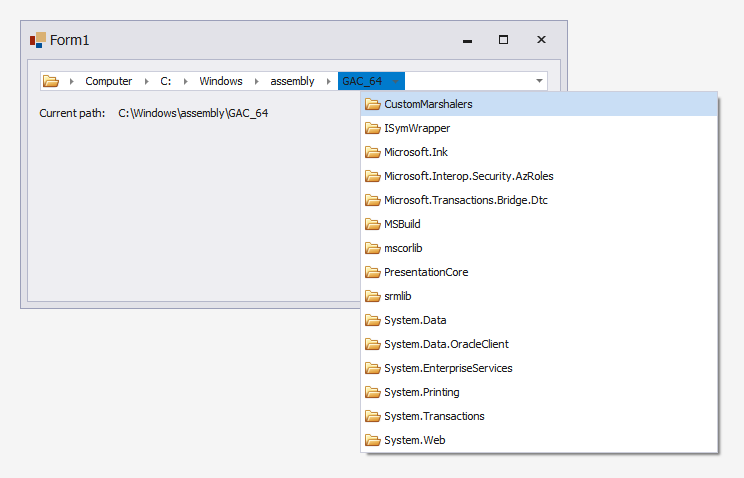 Form1
Computer C: Windows assembly GAC_64
Current path: C:\Windows\assembly\GAC_64
CustomMarshalers
ISymWrapper
Microsoft.Ink
Microsoft.Interop.Security.AzRoles
Microsoft.Transactions.Bridge.Dtc
MSBuild
mscorlib
PresentationCore
srmlib
System.Data
System.Data.OracleClient
System.EnterpriseServices
System.Printing
System.Transactions
System.Web